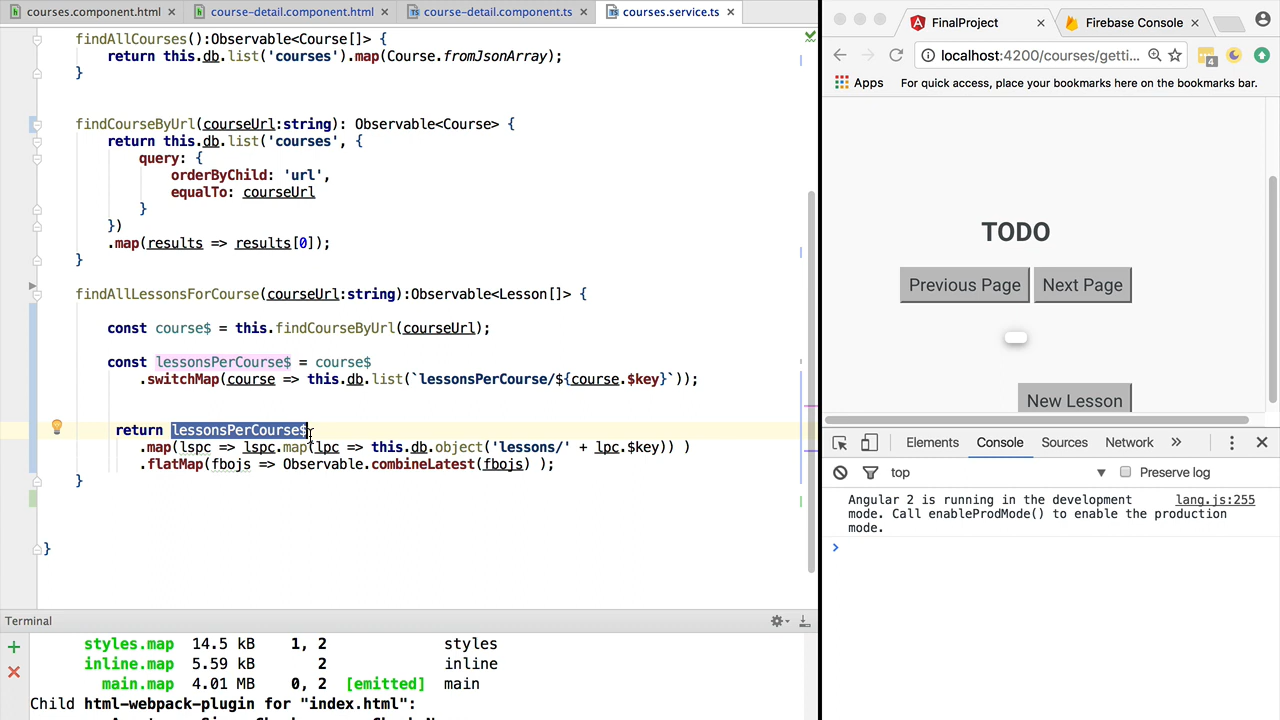 courses.component.html
course-detail.component.html
course-detail.component.ts
courses.service.ts
findAllCourses():Observable<Course[]> {
return this.db.list('courses').map(Course.fromJsonArray);
}
findCourseByUrl(courseUrl:string): Observable<Course> {
return this.db.list('courses', {
query: {
orderByChild: 'url',
equalTo: courseUrl
}
})
.map(results => results[0]);
}
findAllLessonsForCourse(courseUrl:string):Observable<Lesson[]> {
const course$ = this.findCourseByUrl(courseUrl);
const lessonsPerCourse$ = course$
.switchMap(course => this.db.list(`lessonsPerCourse/${course.$key}`));
return lessonsPerCourse$
.map(lspc => lspc.map(lpc => this.db.object('lessons/' + lpc.$key)) )
.flatMap(fbojs => Observable.combineLatest(fbojs) );
}
}
Terminal
styles.map 14.5 kB 1, 2 styles
inline.map 5.59 kB 2 inline
main.map 4.01 MB 0, 2 [emitted] main
Child html-webpack-plugin for "index.html":
FinalProject
Firebase Console
localhost:4200/courses/getti...
4
Apps
For quick access, place your bookmarks here on the bookmarks bar.
TODO
Previous Page
Next Page
New Lesson
Elements Console Sources Network
top
Preserve log
Angular 2 is running in the development lang.js:255
mode. Call enableProdMode() to enable the production
mode.